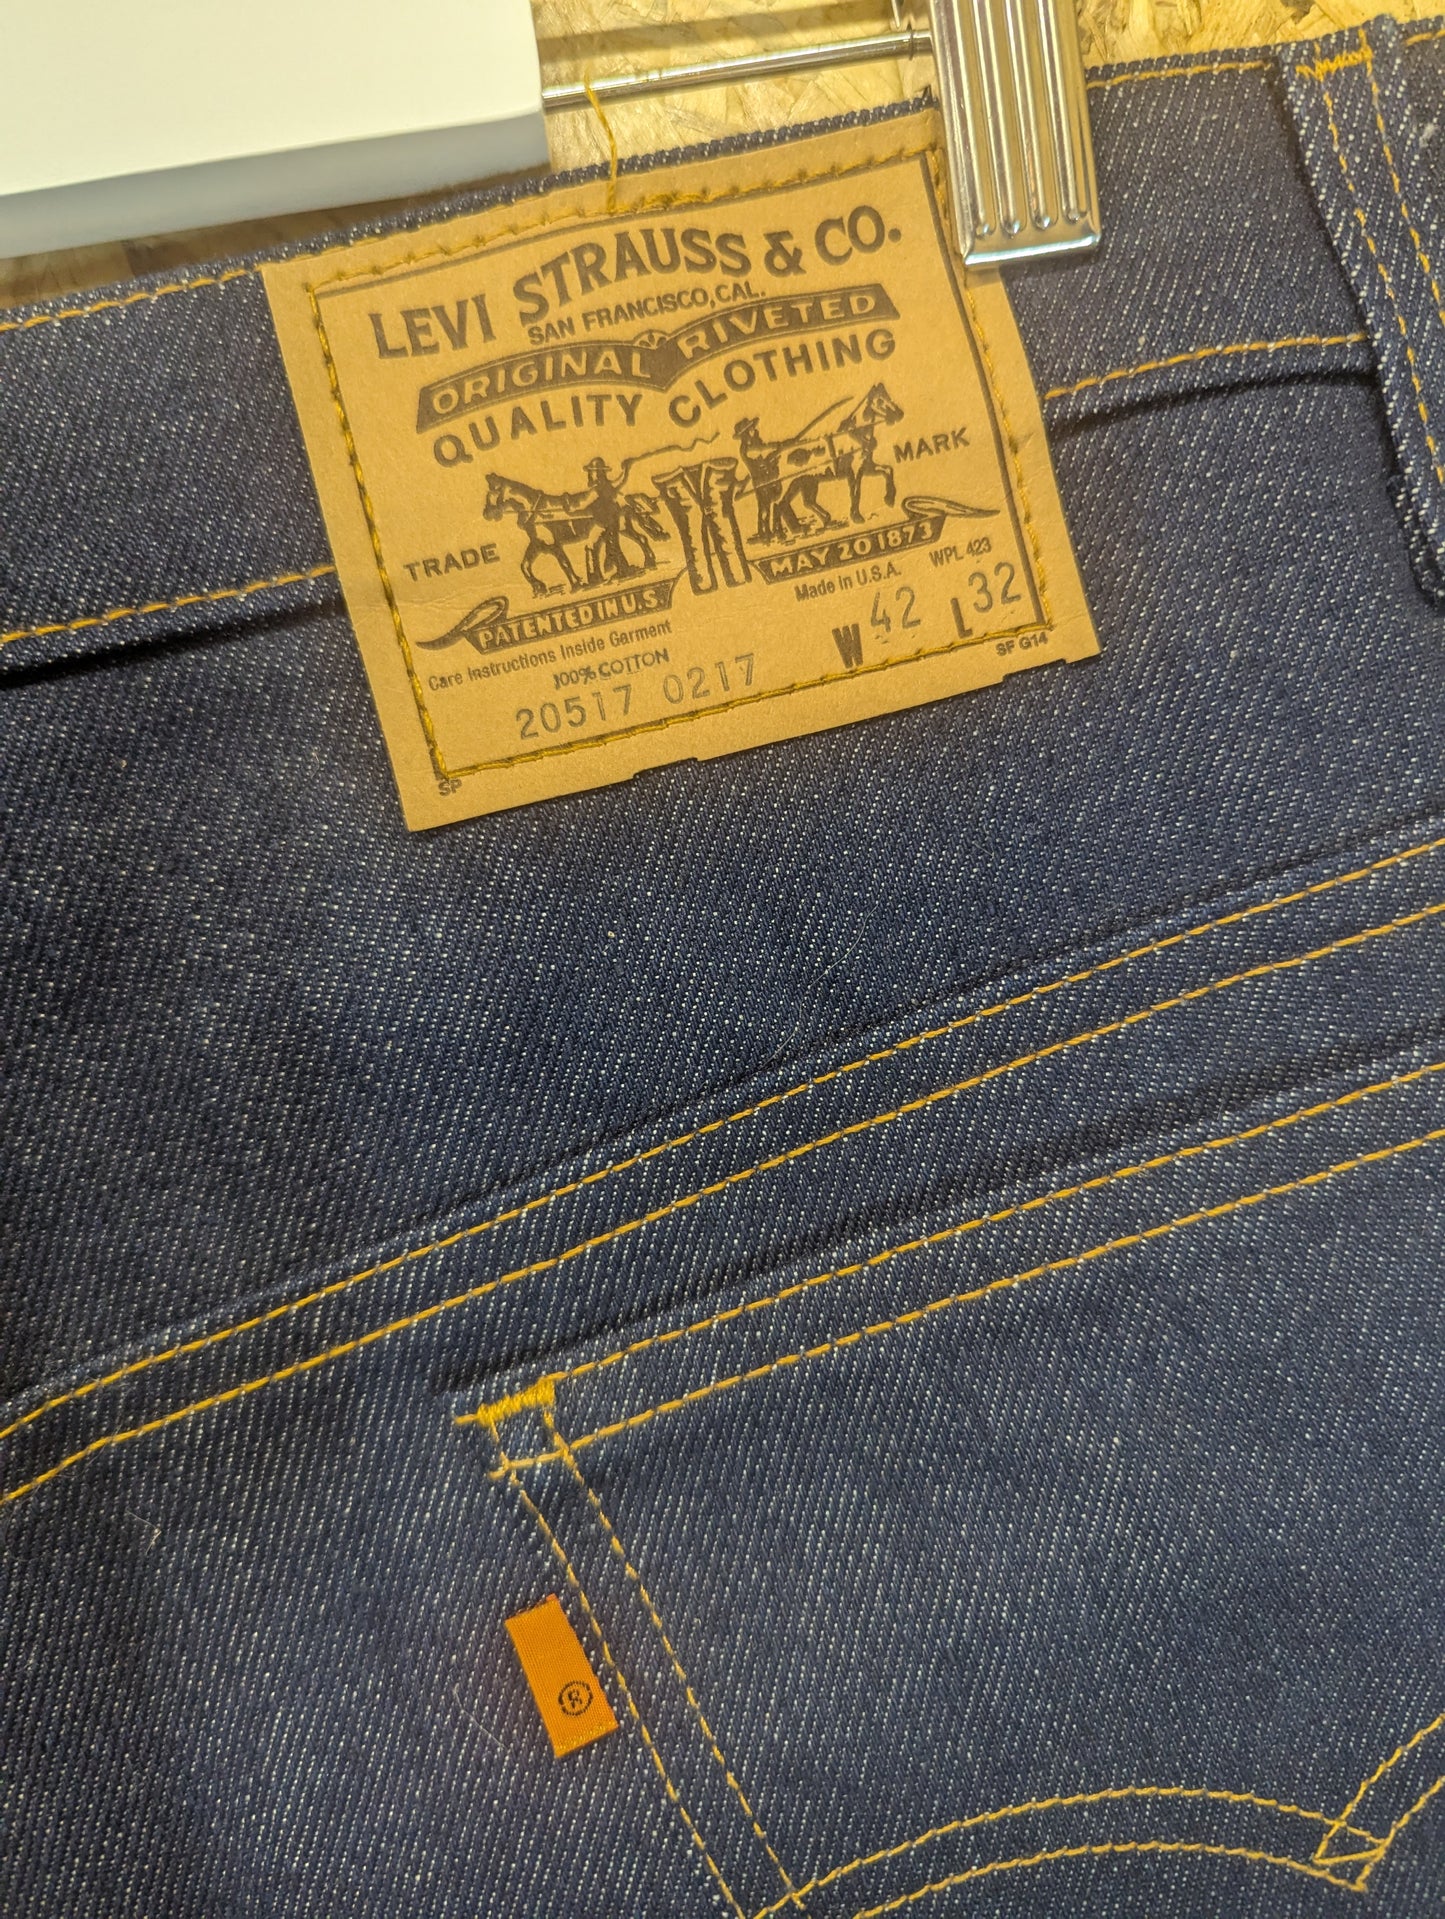 LEVI STRAUSS & CO.
SAN FRANCISCO, CAL.
ORIGINAL RIVETED
QUALITY CLOTHING
TRADE MARK
PATENTED IN U.S. MAY 20 1873
Made in U.S.A. WPL 423
Care Instructions Inside Garment
W 42 L 32
100% COTTON
20517 0217
SF G14
SP
®